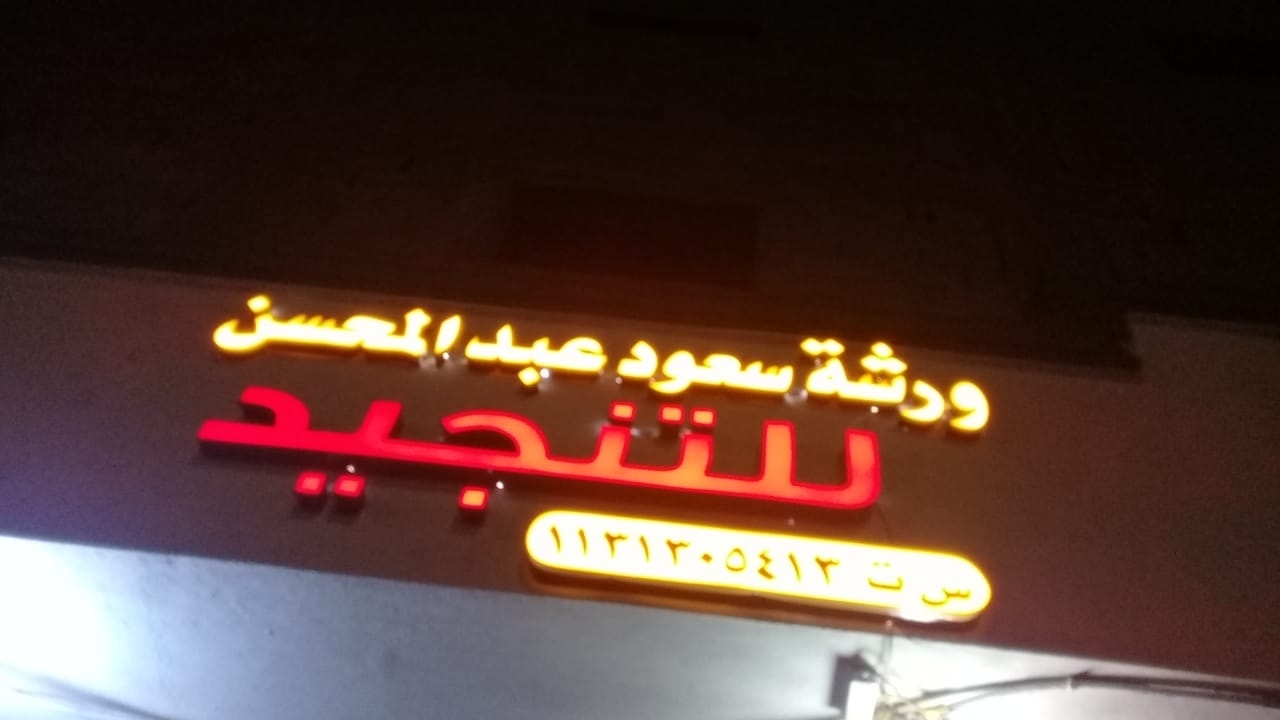 ورشة سعود عبد المحسن
للتنجيد
س ت ١١٣١٣٠٥٤١٣